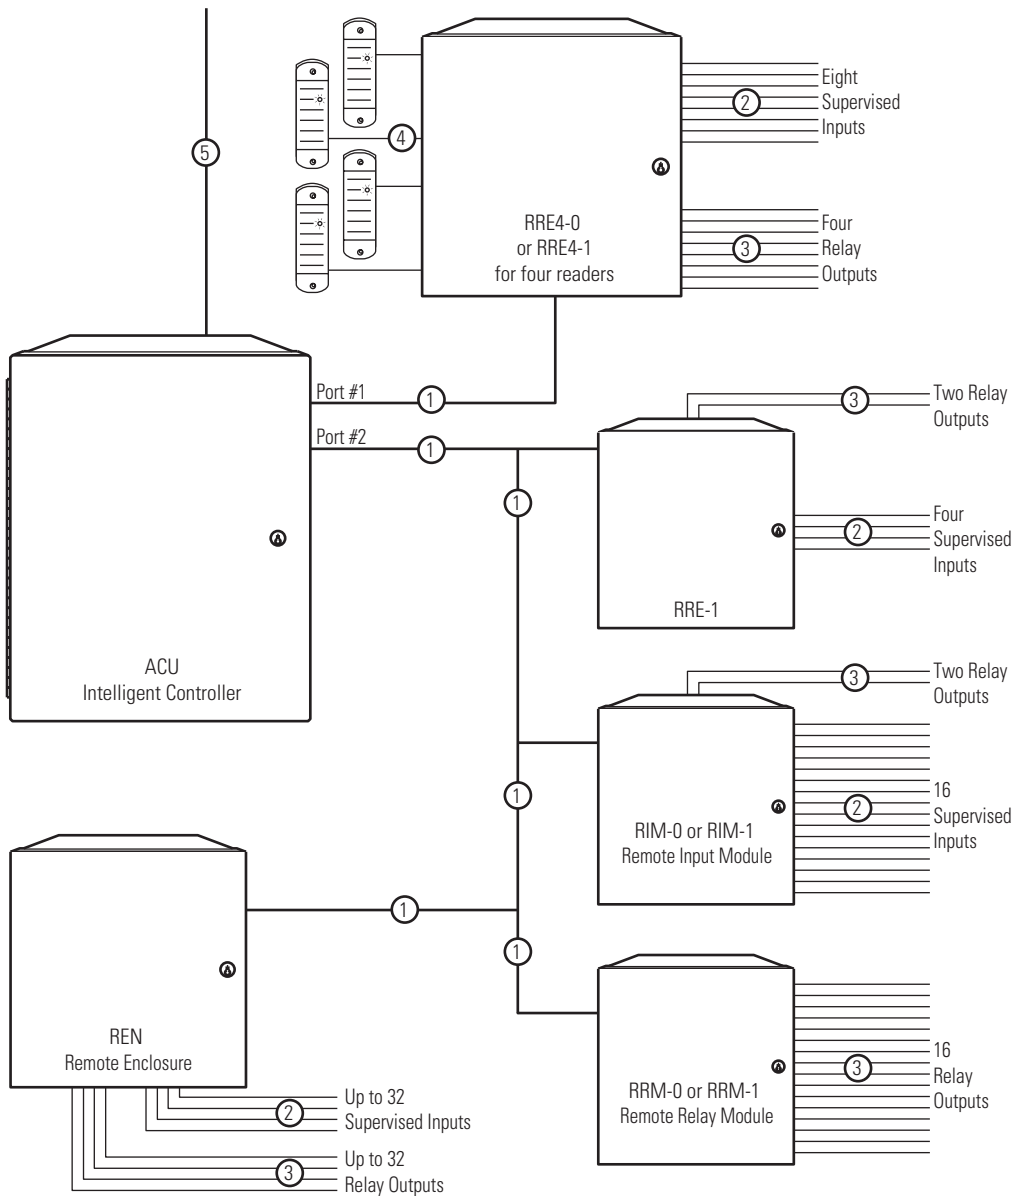 5
4
RRE4-0
or RRE4-1
for four readers
2
Eight
Supervised
Inputs
3
Four
Relay
Outputs
Port #1
1
Port #2
1
1
ACU
Intelligent Controller
3
Two Relay
Outputs
2
Four
Supervised
Inputs
RRE-1
3
Two Relay
Outputs
1
RIM-0 or RIM-1
Remote Input Module
2
16
Supervised
Inputs
1
1
REN
Remote Enclosure
RRM-0 or RRM-1
Remote Relay Module
3
16
Relay
Outputs
2
Up to 32
Supervised Inputs
3
Up to 32
Relay Outputs